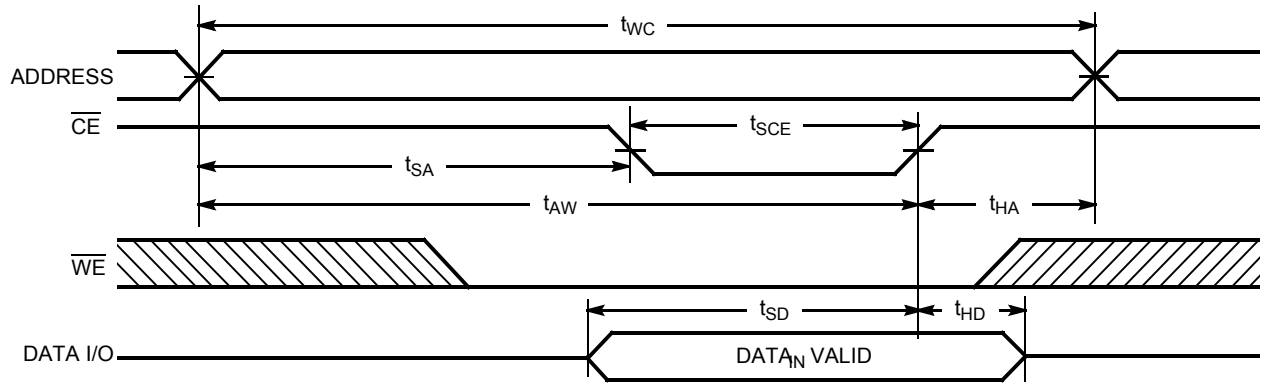 tWC
ADDRESS
CE
tSCE
tSA
tAW
tHA
WE
tSD
tHD
DATA I/O
DATAIN VALID